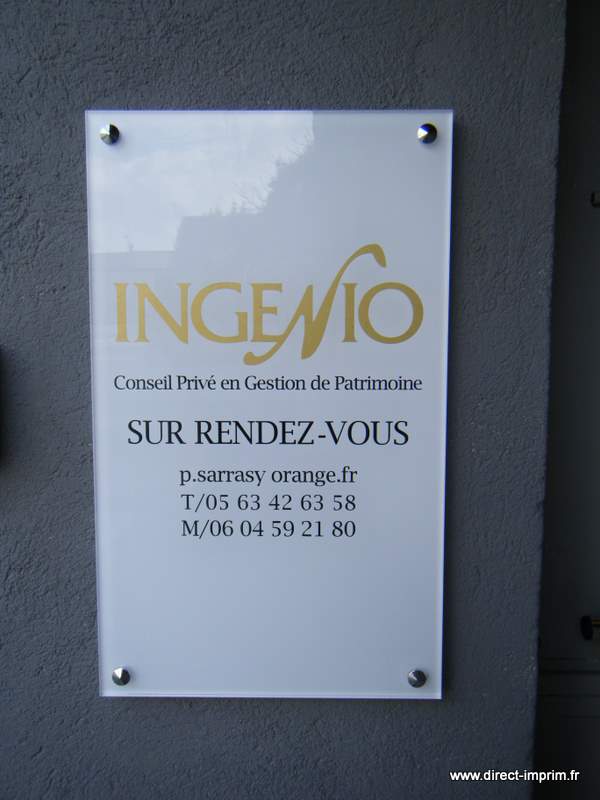 INGENIO
Conseil Privé en Gestion de Patrimoine
SUR RENDEZ-VOUS
p.sarrasy orange.fr
T/05 63 42 63 58
M/06 04 59 21 80
www.direct-imprim.fr